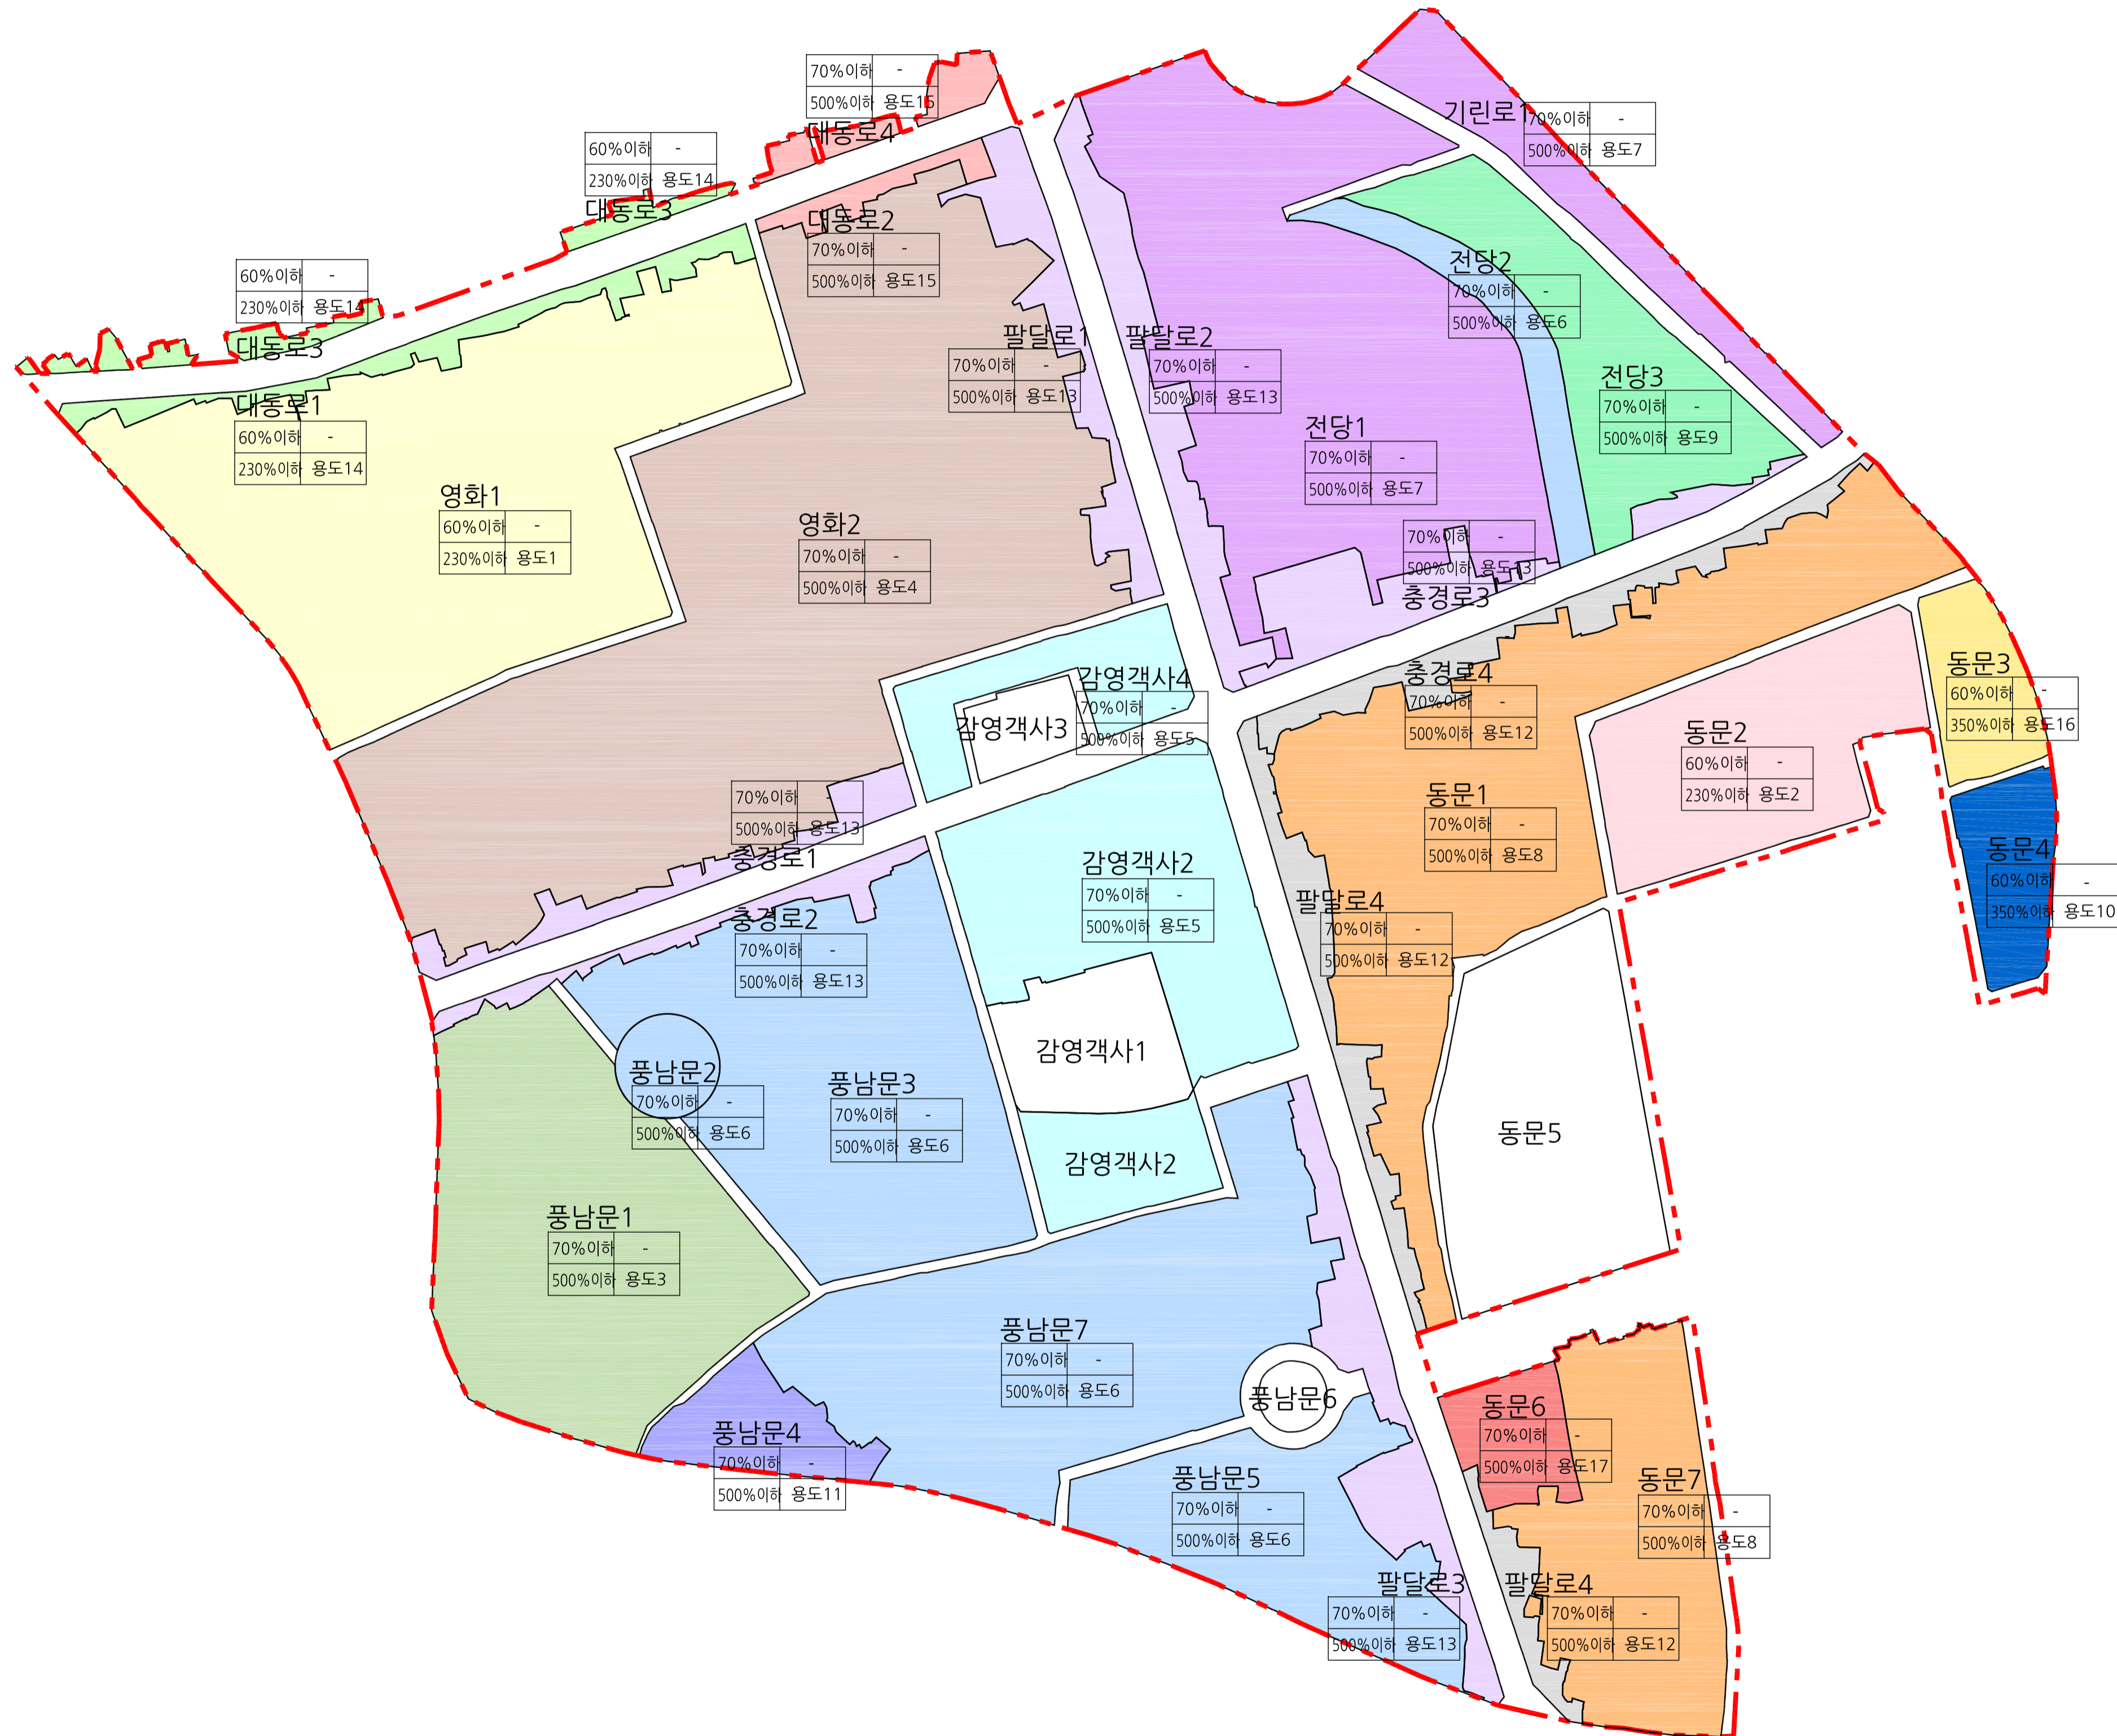 70%이하 -
500%이하 용도15
대동로4
60%이하 -
230%이하 용도14
대동로3
기린로1
70%이하 -
500%이하 용도7
대동로2
70%이하 -
500%이하 용도15
60%이하 -
230%이하 용도14
대동로3
대동로1
60%이하 -
230%이하 용도14
전당2
70%이하 -
500%이하 용도6
팔달로1
70%이하 -
500%이하 용도13
팔달로2
70%이하 -
500%이하 용도13
전당3
70%이하 -
500%이하 용도9
전당1
70%이하 -
500%이하 용도7
영화1
60%이하 -
230%이하 용도1
영화2
70%이하 -
500%이하 용도4
70%이하 -
500%이하 용도13
충경로3
감영객사4
70%이하 -
500%이하 용도5
감영객사3
충경로4
70%이하 -
500%이하 용도12
동문3
60%이하 -
350%이하 용도16
동문2
60%이하 -
230%이하 용도2
70%이하 -
500%이하 용도13
충경로1
동문1
70%이하 -
500%이하 용도8
감영객사2
70%이하 -
500%이하 용도5
동문4
60%이하 -
350%이하 용도10
충경로2
70%이하 -
500%이하 용도13
팔달로4
70%이하 -
500%이하 용도12
감영객사1
풍남문2
70%이하 -
500%이하 용도6
풍남문3
70%이하 -
500%이하 용도6
동문5
감영객사2
풍남문1
70%이하 -
500%이하 용도3
풍남문7
70%이하 -
500%이하 용도6
풍남문6
동문6
70%이하 -
500%이하 용도17
풍남문4
70%이하 -
500%이하 용도11
풍남문5
70%이하 -
500%이하 용도6
동문7
70%이하 -
500%이하 용도8
팔달로3
70%이하 -
500%이하 용도13
팔달로4
70%이하 -
500%이하 용도12